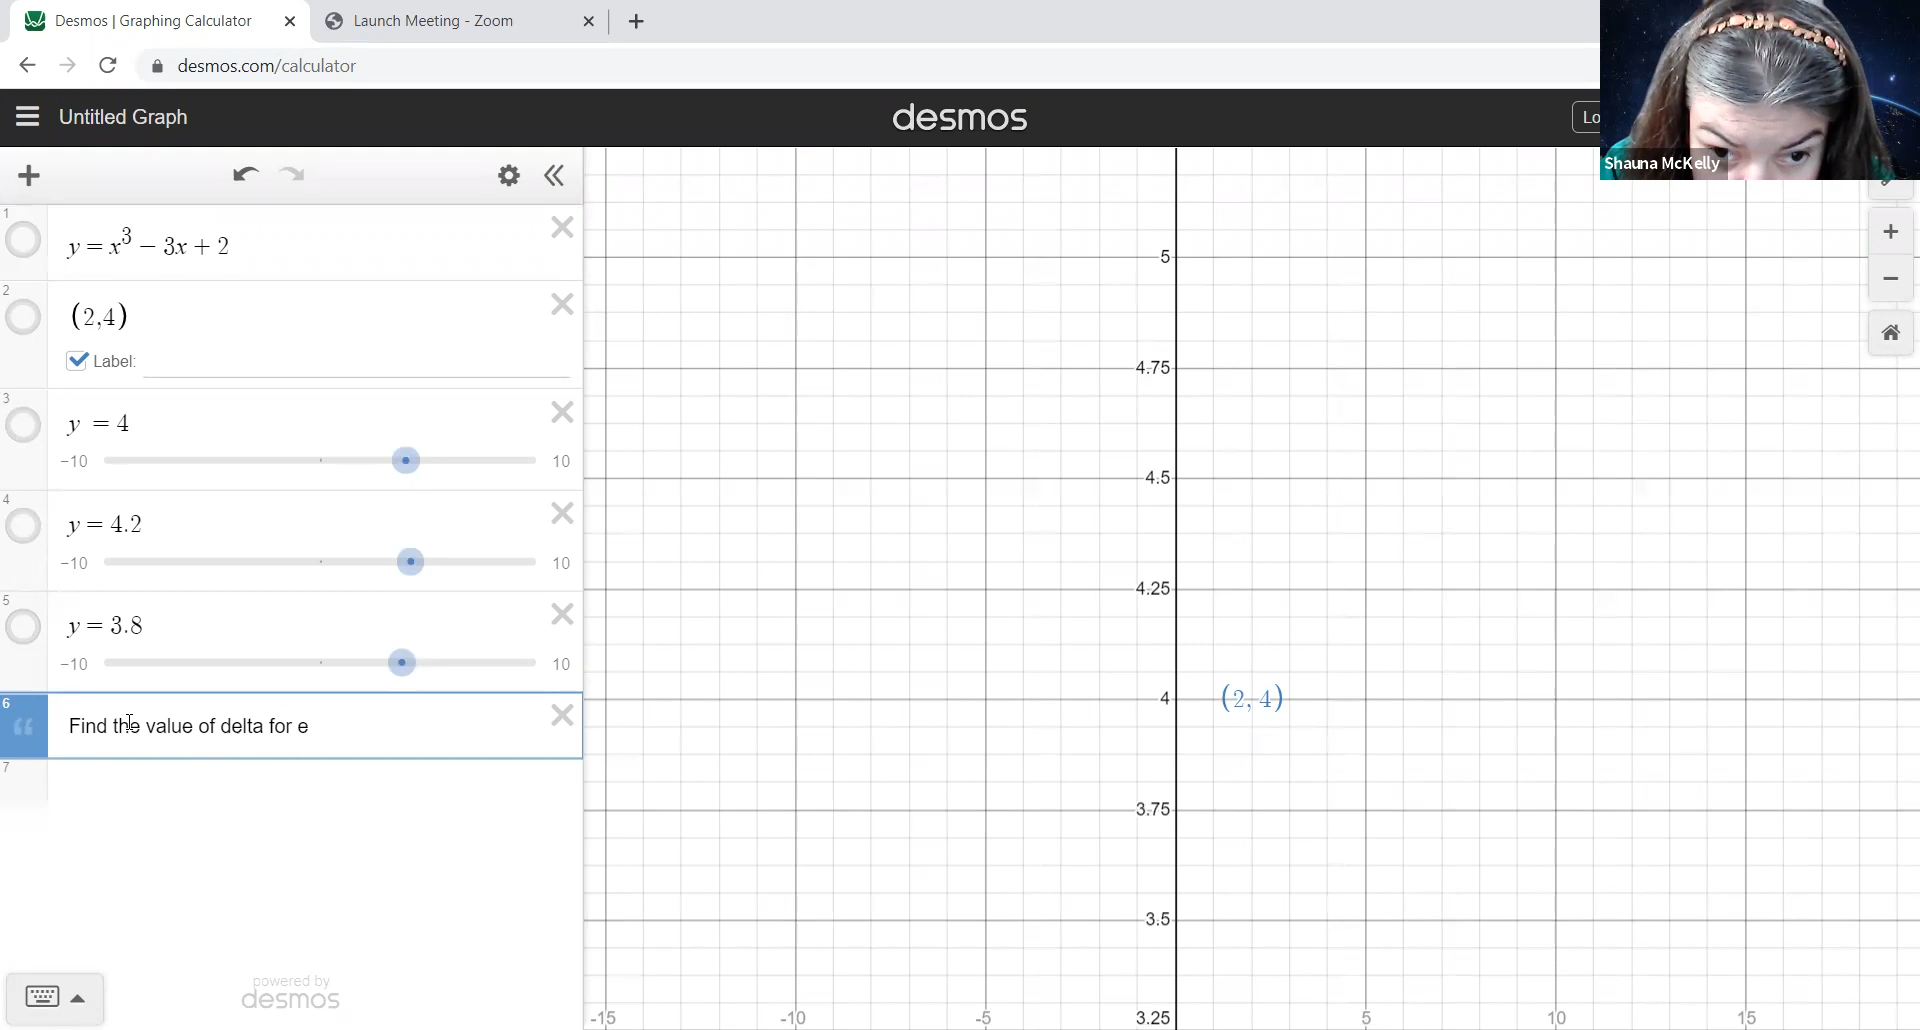 Desmos | Graphing Calculator
Launch Meeting - Zoom
desmos.com/calculator
Untitled Graph
desmos
Lo
Shauna McKelly
1
y = x³ − 3x + 2
2
(2,4)
Label:
3
y = 4
−10 10
4
y = 4.2
−10 10
5
y = 3.8
−10 10
6
Find the value of delta for e
7
powered by
desmos
5
4.75
4.5
4.25
4
(2, 4)
3.75
3.5
3.25
-15 -10 -5 5 10 15